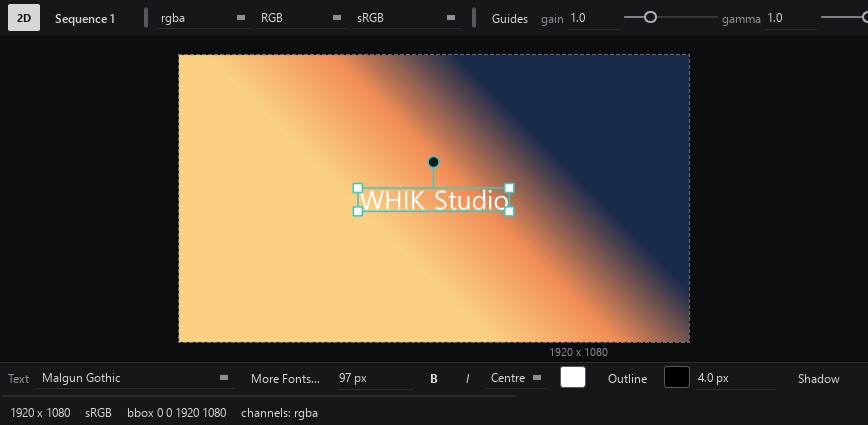 2D Sequence 1 rgba RGB sRGB Guides gain 1.0 gamma 1.0
WHIK Studio
1920 x 1080
Text Malgun Gothic More Fonts... 97 px B I Centre Outline 4.0 px Shadow
1920 x 1080 sRGB bbox 0 0 1920 1080 channels: rgba